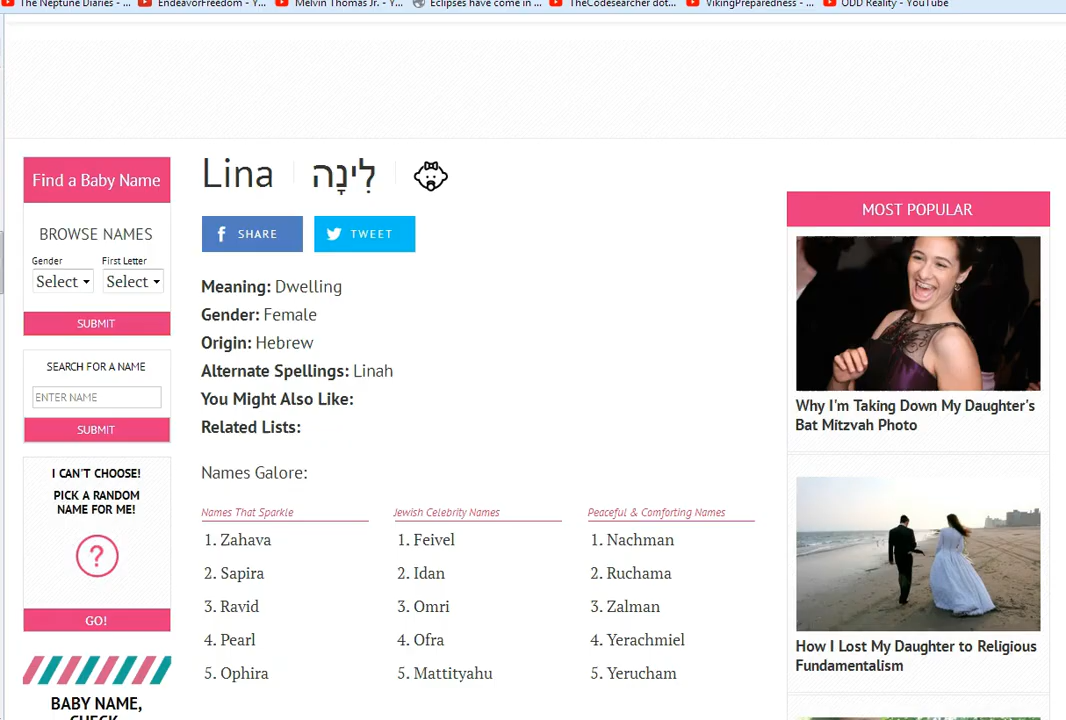 The Neptune Diaries - ... EndeavorFreedom - Y... Melvin Thomas Jr. - Y... Eclipses have come in ... TheCodesearcher dot... VikingPreparedness - ... ODD Reality - YouTube
Find a Baby Name
BROWSE NAMES
Gender First Letter
Select Select
SUBMIT
SEARCH FOR A NAME
ENTER NAME
SUBMIT
I CAN'T CHOOSE!
PICK A RANDOM
NAME FOR ME!
?
GO!
BABY NAME,
CHECK
Lina לִינָה
f SHARE TWEET
Meaning: Dwelling
Gender: Female
Origin: Hebrew
Alternate Spellings: Linah
You Might Also Like:
Related Lists:
Names Galore:
Names That Sparkle
1. Zahava
2. Sapira
3. Ravid
4. Pearl
5. Ophira
Jewish Celebrity Names
1. Feivel
2. Idan
3. Omri
4. Ofra
5. Mattityahu
Peaceful & Comforting Names
1. Nachman
2. Ruchama
3. Zalman
4. Yerachmiel
5. Yerucham
MOST POPULAR
Why I'm Taking Down My Daughter's
Bat Mitzvah Photo
How I Lost My Daughter to Religious
Fundamentalism